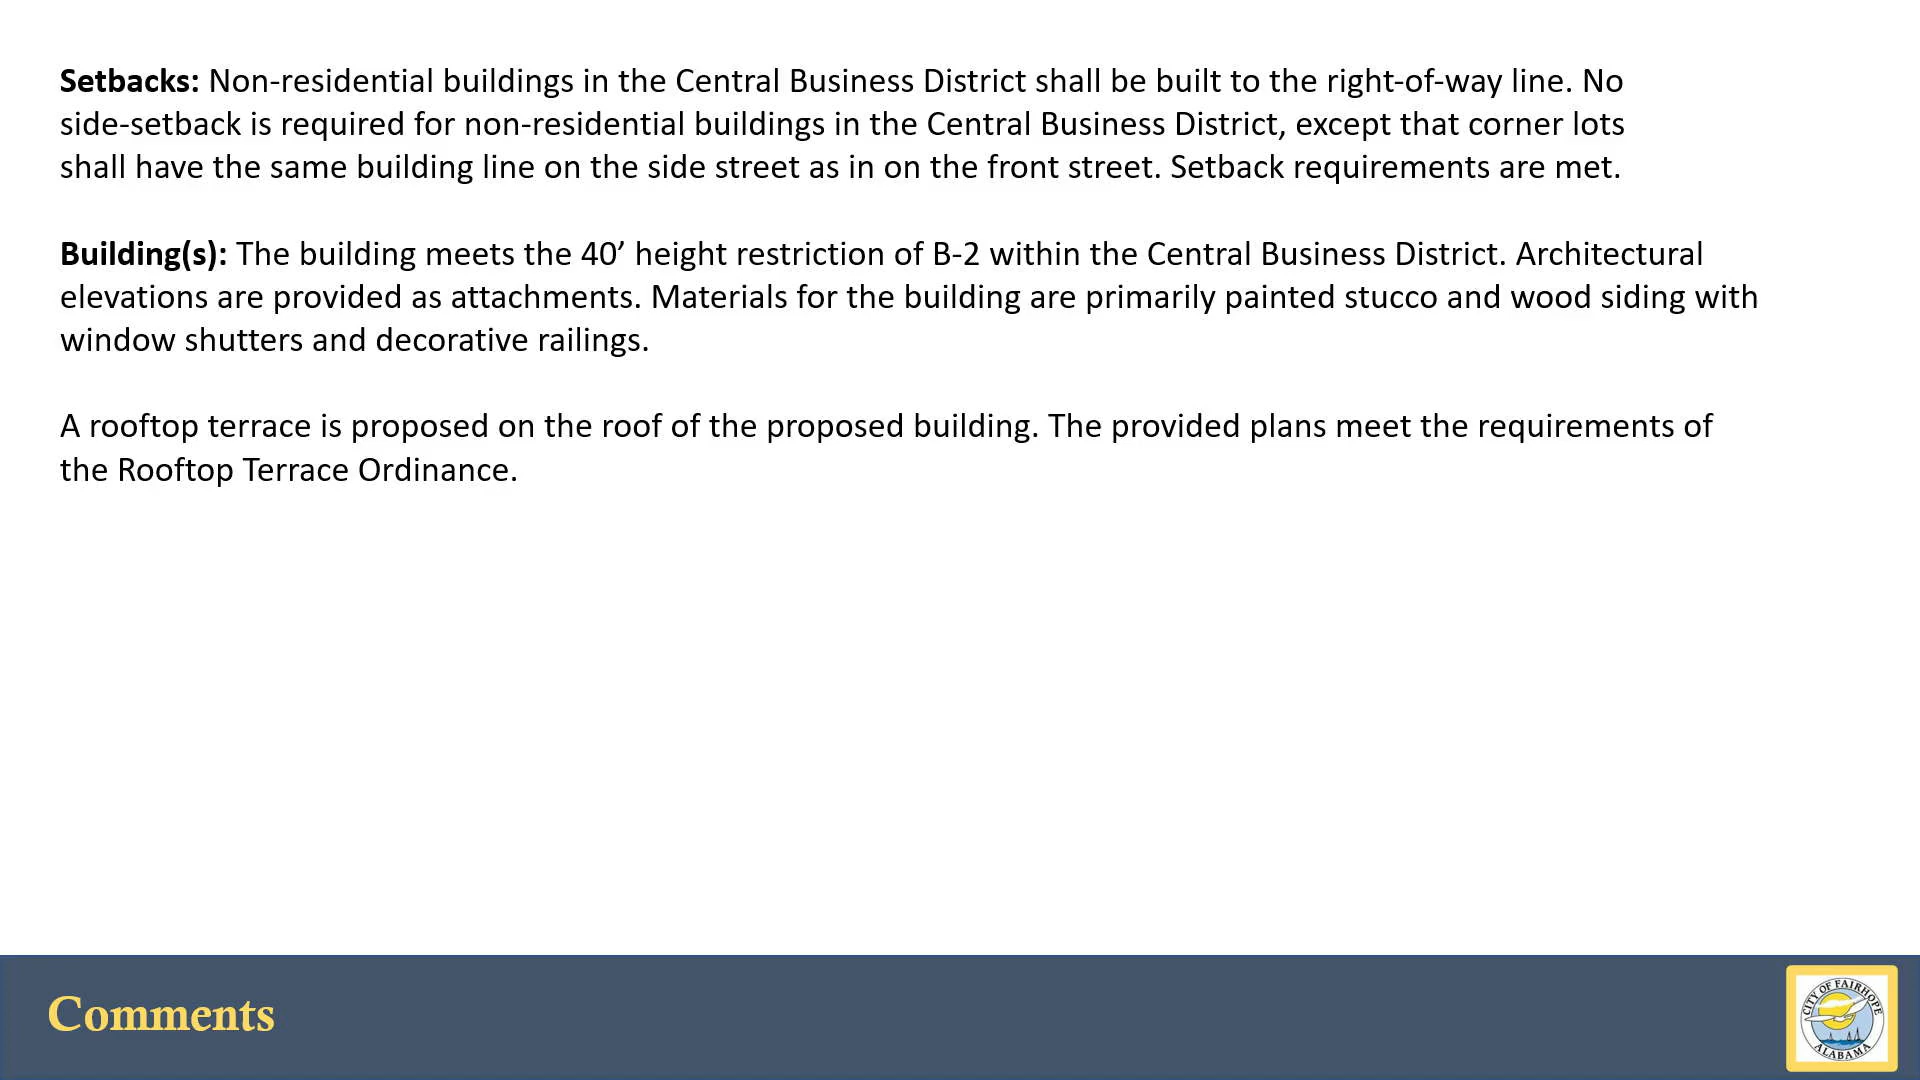 Setbacks: Non-residential buildings in the Central Business District shall be built to the right-of-way line. No
side-setback is required for non-residential buildings in the Central Business District, except that corner lots
shall have the same building line on the side street as in on the front street. Setback requirements are met.
Building(s): The building meets the 40’ height restriction of B-2 within the Central Business District. Architectural
elevations are provided as attachments. Materials for the building are primarily painted stucco and wood siding with
window shutters and decorative railings.
A rooftop terrace is proposed on the roof of the proposed building. The provided plans meet the requirements of
the Rooftop Terrace Ordinance.
Comments
CITY OF FAIRHOPE
ALABAMA